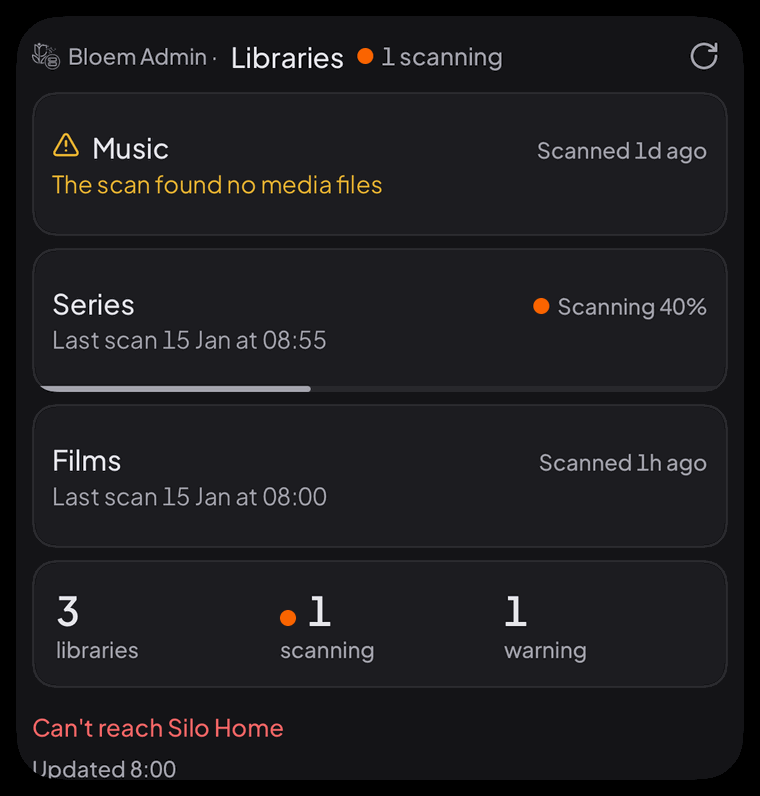 Bloem Admin · Libraries 1 scanning
Music
Scanned 1d ago
The scan found no media files
Series
Scanning 40%
Last scan 15 Jan at 08:55
Films
Scanned 1h ago
Last scan 15 Jan at 08:00
3
1
1
libraries
scanning
warning
Can't reach Silo Home
Updated 8:00